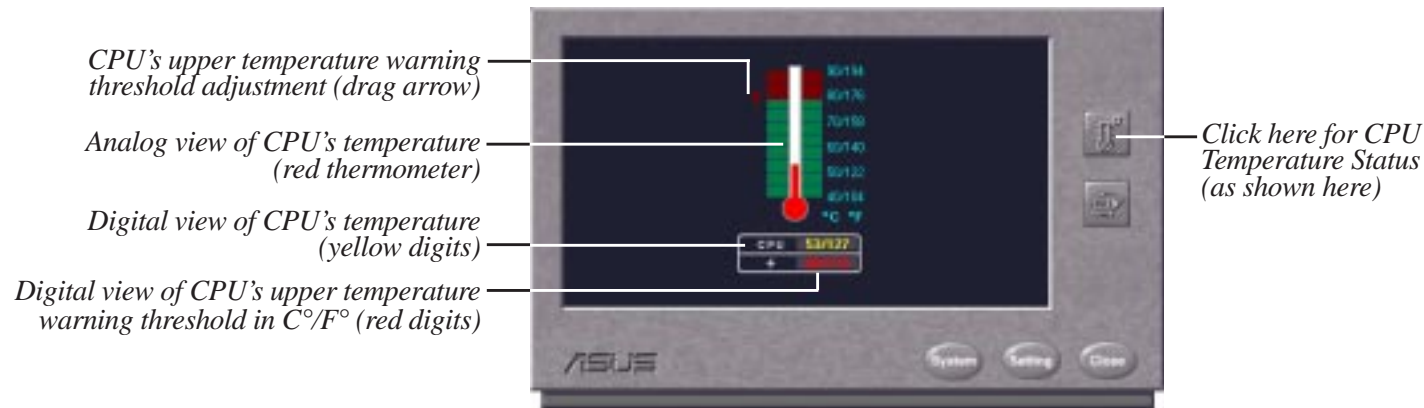 CPU's upper temperature warning
threshold adjustment (drag arrow)
Analog view of CPU's temperature
(red thermometer)
Digital view of CPU's temperature
(yellow digits)
Digital view of CPU's upper temperature
warning threshold in C°/F° (red digits)
90/194
80/176
70/158
60/140
50/122
40/104
°C °F
CPU 53/127
+
ASUS
System Setting Close
Click here for CPU
Temperature Status
(as shown here)